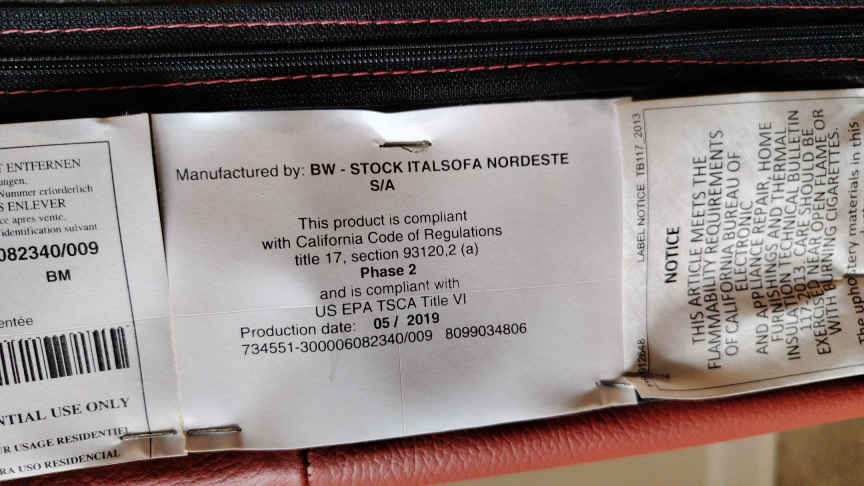 T ENTFERNEN
ungen.
Nummer erforderlich
S ENLEVER
ce apres vente.
identification suivant
082340/009
BM
entée
NTIAL USE ONLY
UR USAGE RESIDENTIEL
RA USO RESIDENCIAL
Manufactured by: BW - STOCK ITALSOFA NORDESTE
S/A
This product is compliant
with California Code of Regulations
title 17, section 93120,2 (a)
Phase 2
and is compliant with
US EPA TSCA Title VI
Production date: 05 / 2019
734551-300006082340/009 8099034806
LABEL NOTICE TB117_2013
NOTICE
THIS ARTICLE MEETS THE
FLAMMABILITY REQUIREMENTS
OF CALIFORNIA BUREAU OF
ELECTRONIC
AND APPLIANCE REPAIR, HOME
FURNISHINGS AND THERMAL
INSULATION TECHNICAL BULLETIN
117-2013. CARE SHOULD BE
EXERCISED NEAR OPEN FLAME OR
WITH BURNING CIGARETTES.
materials in this